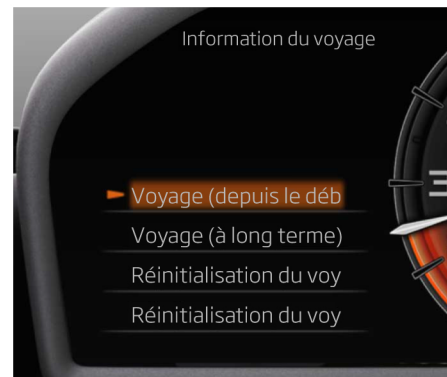 Information du voyage
Voyage (depuis le déb
Voyage (à long terme)
Réinitialisation du voy
Réinitialisation du voy